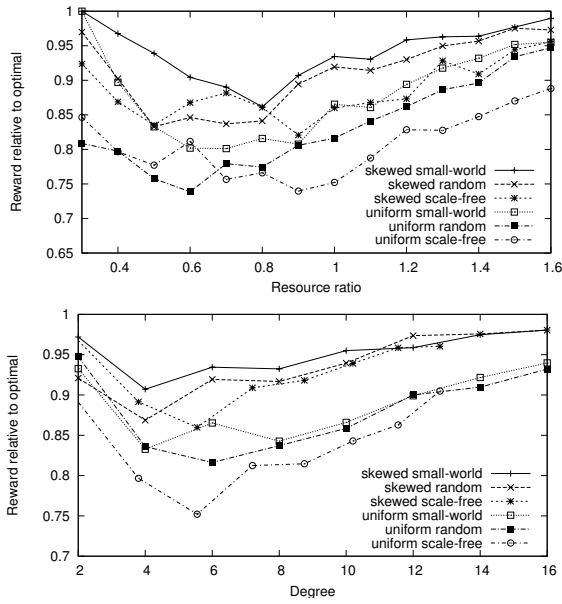 1
0.95
0.9
0.85
0.8
0.75
0.7
0.65
Reward relative to optimal
skewed small-world
skewed random
skewed scale-free
uniform small-world
uniform random
uniform scale-free
0.4 0.6 0.8 1 1.2 1.4 1.6
Resource ratio
1
0.95
0.9
0.85
0.8
0.75
0.7
Reward relative to optimal
skewed small-world
skewed random
skewed scale-free
uniform small-world
uniform random
uniform scale-free
2 4 6 8 10 12 14 16
Degree